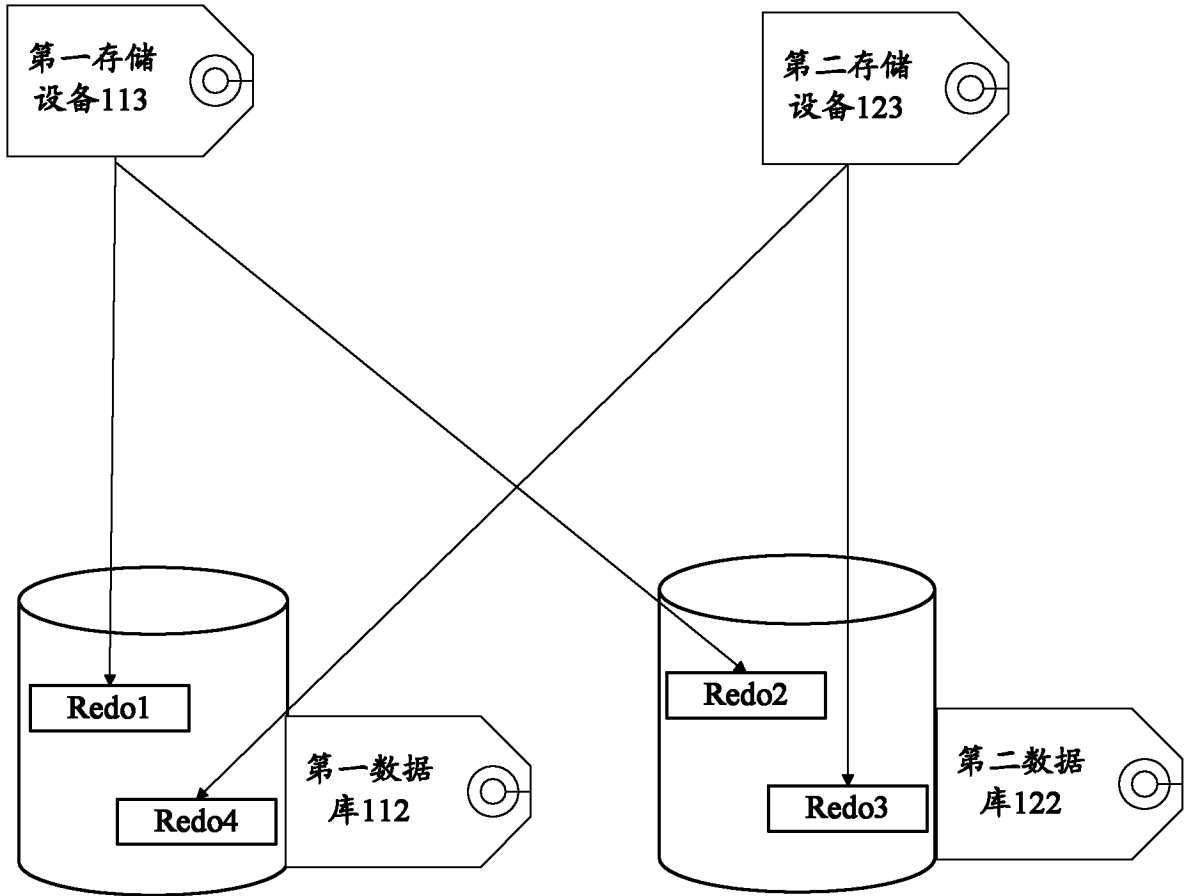 第一存储
设备113
第二存储
设备123
Redo1
Redo4
第一数据
库112
Redo2
Redo3
第二数据
库122